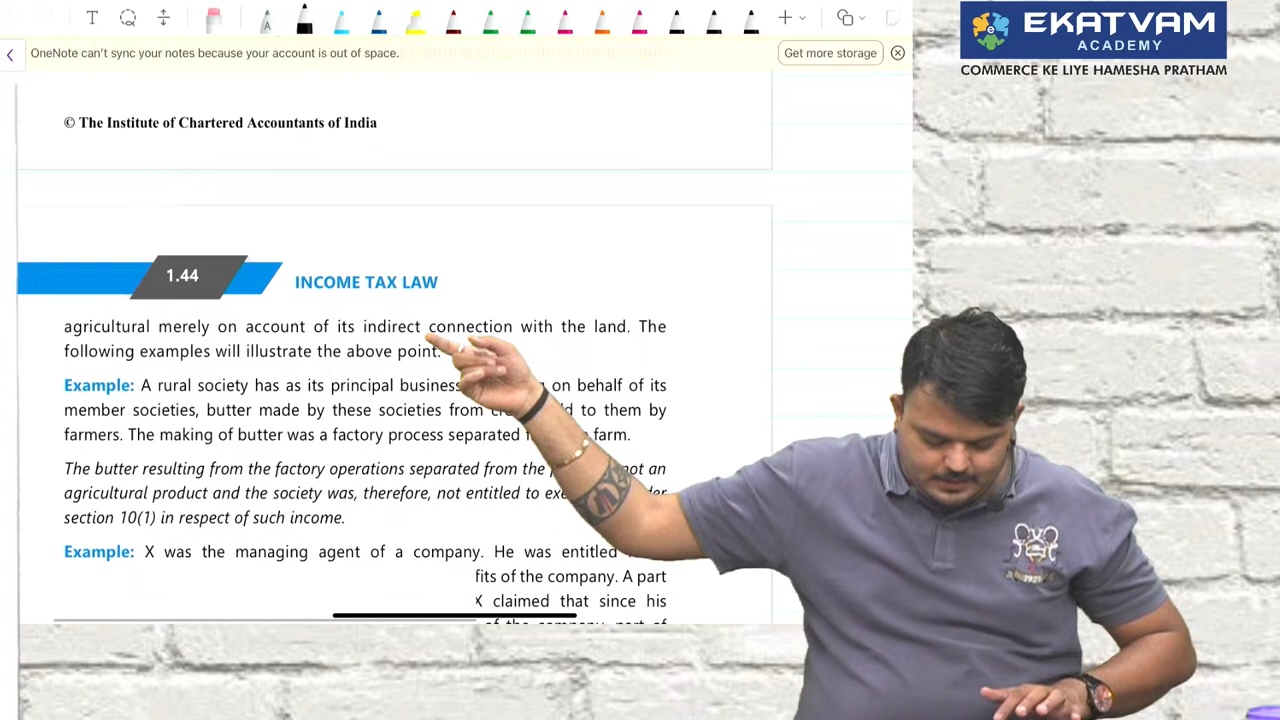 OneNote can't sync your notes because your account is out of space.
Get more storage
EKATVAM
ACADEMY
COMMERCE KE LIYE HAMESHA PRATHAM
© The Institute of Chartered Accountants of India
1.44
INCOME TAX LAW
agricultural merely on account of its indirect connection with the land. The
following examples will illustrate the above point.
Example: A rural society has as its principal business on behalf of its
member societies, butter made by these societies from to them by
farmers. The making of butter was a factory process separated farm.
The butter resulting from the factory operations separated from the not an
agricultural product and the society was, therefore, not entitled to
section 10(1) in respect of such income.
Example: X was the managing agent of a company. He was entitled
of the company. A part
X claimed that since his
of the company, part of